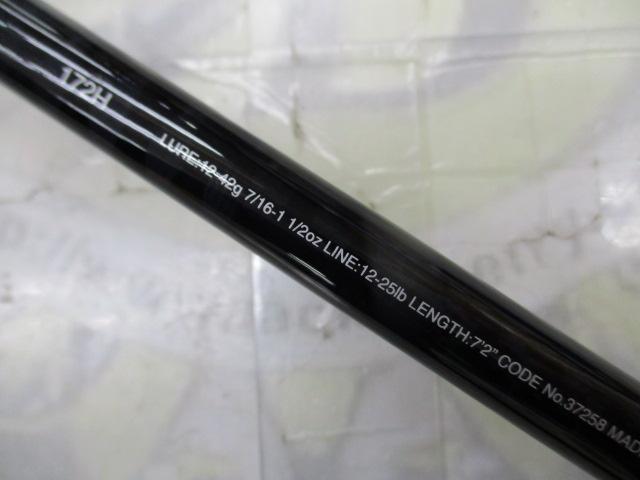 172H
LURE:12-42g 7/16-1 1/2oz LINE:12-25lb LENGTH:7'2" CODE No.37258 MAD